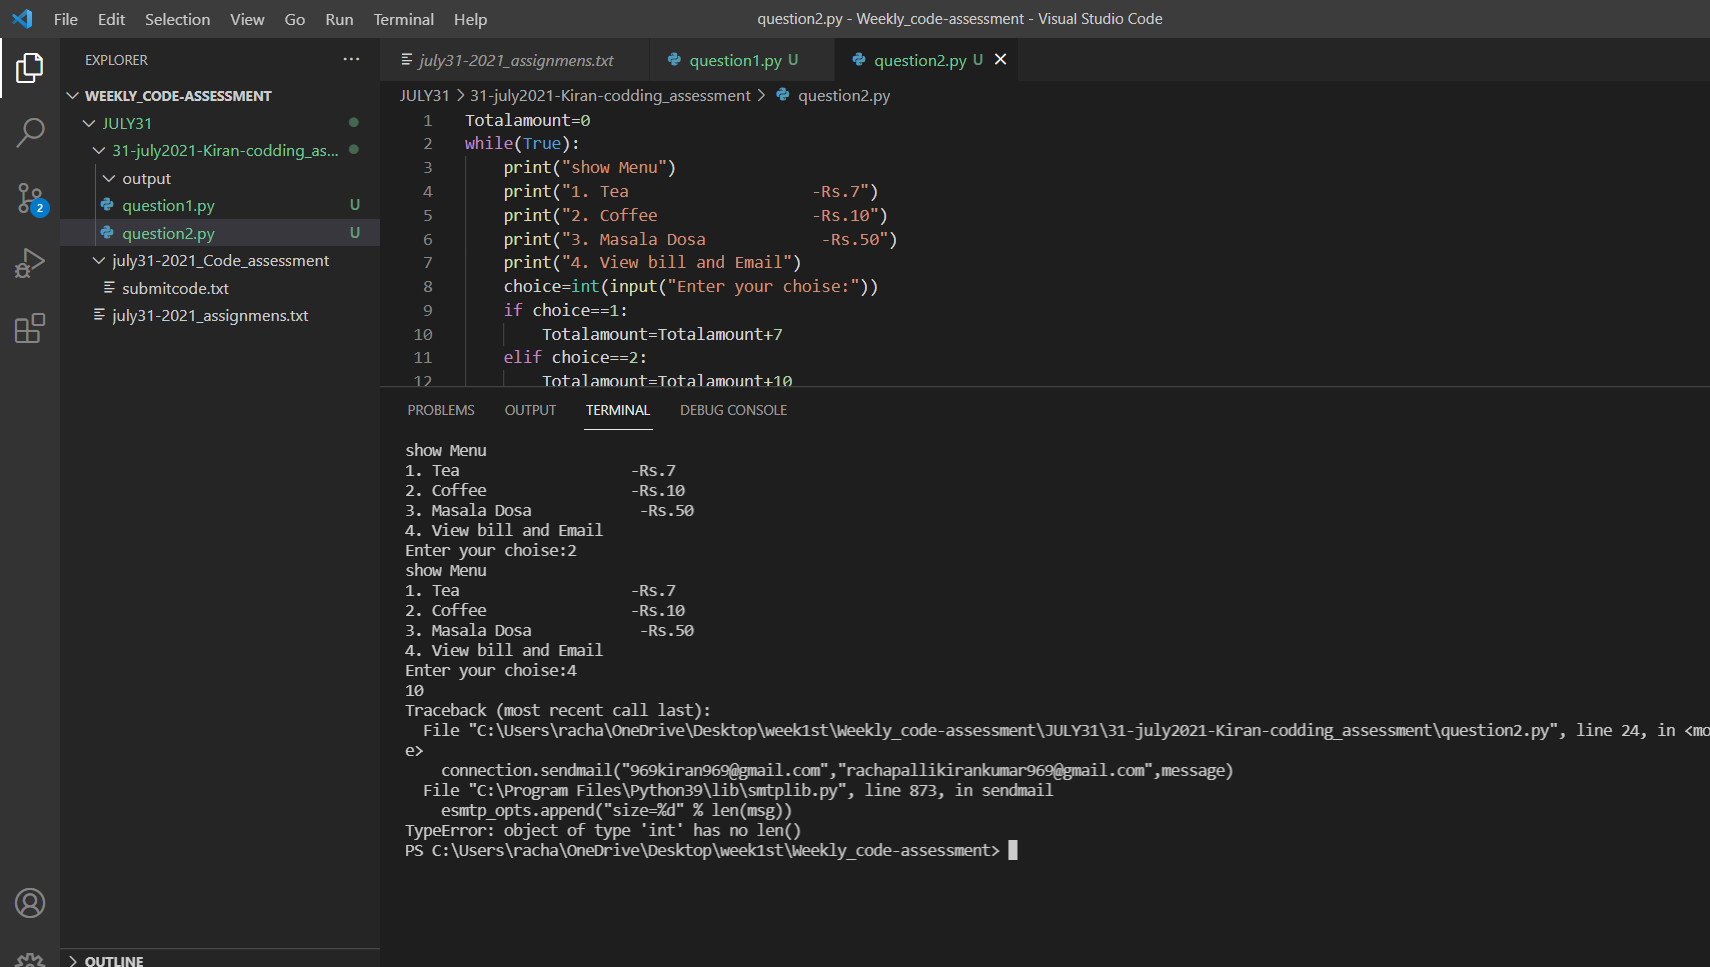 File Edit Selection View Go Run Terminal Help
question2.py - Weekly_code-assessment - Visual Studio Code
EXPLORER ···
WEEKLY_CODE-ASSESSMENT
JULY31
31-july2021-Kiran-codding_as...
output
question1.py U
question2.py U
july31-2021_Code_assessment
submitcode.txt
july31-2021_assignmens.txt
2
OUTLINE
july31-2021_assignmens.txt question1.py U question2.py U
JULY31 > 31-july2021-Kiran-codding_assessment > question2.py
1 Totalamount=0
2 while(True):
3 print("show Menu")
4 print("1. Tea                   -Rs.7")
5 print("2. Coffee                -Rs.10")
6 print("3. Masala Dosa            -Rs.50")
7 print("4. View bill and Email")
8 choice=int(input("Enter your choise:"))
9 if choice==1:
10 Totalamount=Totalamount+7
11 elif choice==2:
12 Totalamount=Totalamount+10
PROBLEMS OUTPUT TERMINAL DEBUG CONSOLE
show Menu
1. Tea                   -Rs.7
2. Coffee                -Rs.10
3. Masala Dosa            -Rs.50
4. View bill and Email
Enter your choise:2
show Menu
1. Tea                   -Rs.7
2. Coffee                -Rs.10
3. Masala Dosa            -Rs.50
4. View bill and Email
Enter your choise:4
10
Traceback (most recent call last):
File "C:\Users\racha\OneDrive\Desktop\week1st\Weekly_code-assessment\JULY31\31-july2021-Kiran-codding_assessment\question2.py", line 24, in <mo
e>
connection.sendmail("969kiran969@gmail.com","rachapallikirankumar969@gmail.com",message)
File "C:\Program Files\Python39\lib\smtplib.py", line 873, in sendmail
esmtp_opts.append("size=%d" % len(msg))
TypeError: object of type 'int' has no len()
PS C:\Users\racha\OneDrive\Desktop\week1st\Weekly_code-assessment>